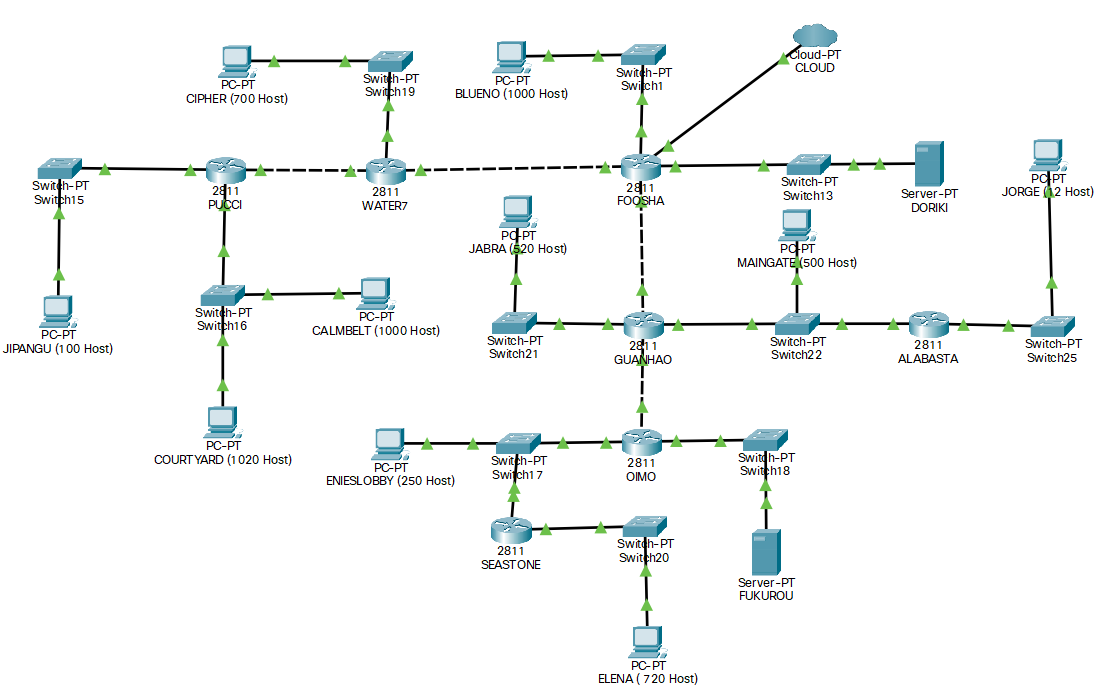 Cloud-PT
CLOUD
PC-PT
CIPHER (700 Host)
Switch-PT
Switch19
PC-PT
BLUENO (1000 Host)
Switch-PT
Switch1
Switch-PT
Switch15
2811
PUCCI
2811
WATER7
2811
FOOSHA
Switch-PT
Switch13
Server-PT
DORIKI
PC-PT
JORGE (12 Host)
PC-PT
JABRA (520 Host)
PC-PT
MAINGATE (500 Host)
Switch-PT
Switch16
PC-PT
CALMBELT (1000 Host)
PC-PT
JIPANGU (100 Host)
Switch-PT
Switch21
2811
GUANHAO
Switch-PT
Switch22
2811
ALABASTA
Switch-PT
Switch25
PC-PT
COURTYARD (1020 Host)
PC-PT
ENIESLOBBY (250 Host)
Switch-PT
Switch17
2811
OIMO
Switch-PT
Switch18
2811
SEASTONE
Switch-PT
Switch20
Server-PT
FUKUROU
PC-PT
ELENA ( 720 Host)